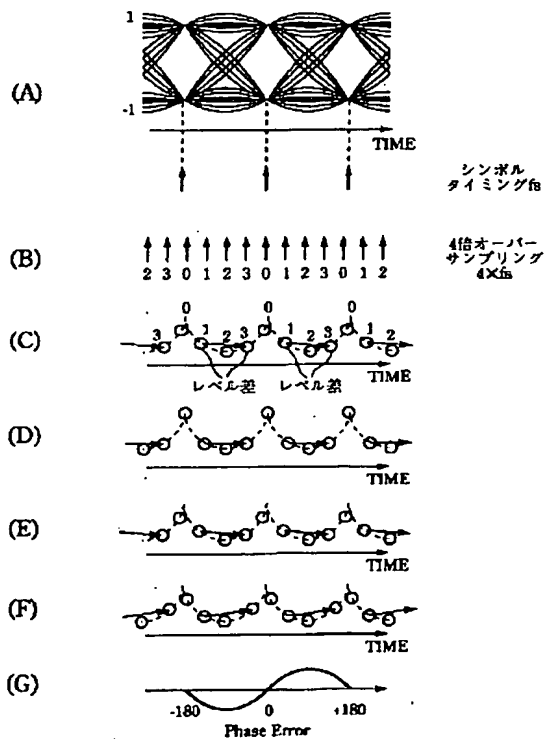 (A)
1
-1
TIME
シンボル
タイミングfs
(B)
2 3 0 1 2 3 0 1 2 3 0 1 2
4倍オーバー
サンプリング
4×fs
(C)
0 0 0
3 1 2 3 1 2 3 1 2
レベル差 レベル差
TIME
(D)
TIME
(E)
TIME
(F)
TIME
(G)
-180 0 +180
Phase Error